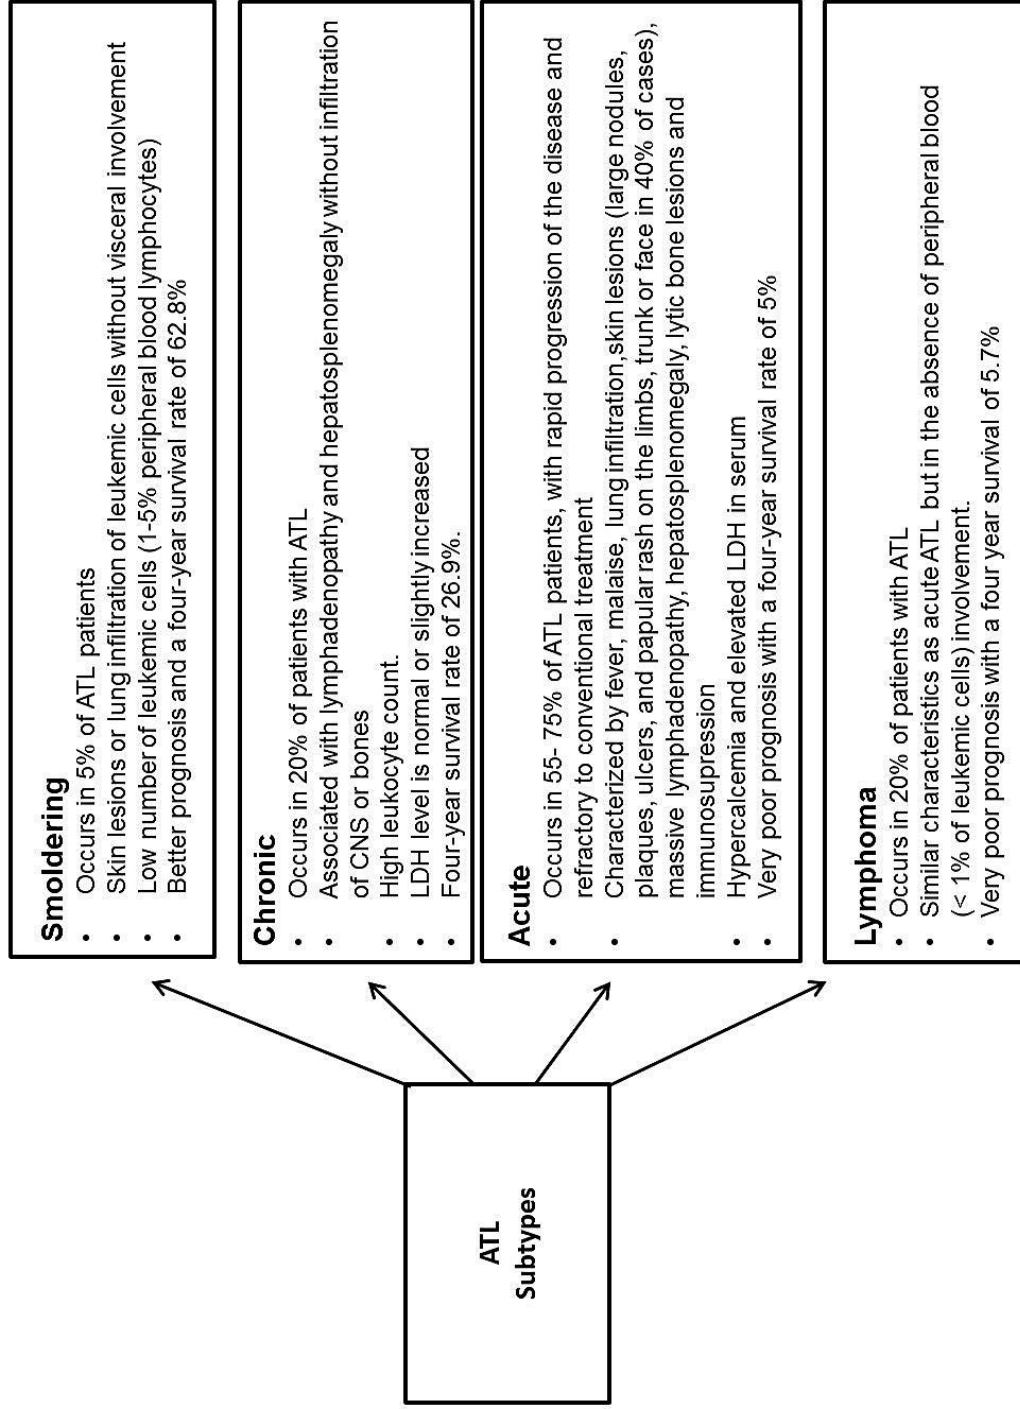 ATL
Subtypes
Smoldering
• Occurs in 5% of ATL patients
• Skin lesions or lung infiltration of leukemic cells without visceral involvement
• Low number of leukemic cells (1-5% peripheral blood lymphocytes)
• Better prognosis and a four-year survival rate of 62.8%
Chronic
• Occurs in 20% of patients with ATL
• Associated with lymphadenopathy and hepatosplenomegaly without infiltration
of CNS or bones
• High leukocyte count.
• LDH level is normal or slightly increased
• Four-year survival rate of 26.9%.
Acute
• Occurs in 55- 75% of ATL patients, with rapid progression of the disease and
refractory to conventional treatment
• Characterized by fever, malaise, lung infiltration, skin lesions (large nodules,
plaques, ulcers, and papular rash on the limbs, trunk or face in 40% of cases),
massive lymphadenopathy, hepatosplenomegaly, lytic bone lesions and
immunosupression
• Hypercalcemia and elevated LDH in serum
• Very poor prognosis with a four-year survival rate of 5%
Lymphoma
• Occurs in 20% of patients with ATL
• Similar characteristics as acute ATL but in the absence of peripheral blood
(< 1% of leukemic cells) involvement.
• Very poor prognosis with a four year survival of 5.7%